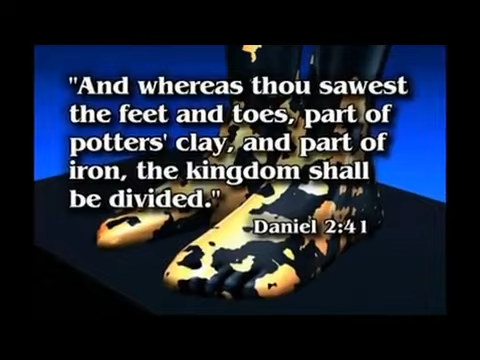 "And whereas thou sawest
the feet and toes, part of
potters' clay, and part of
iron, the kingdom shall
be divided."
Daniel 2:41